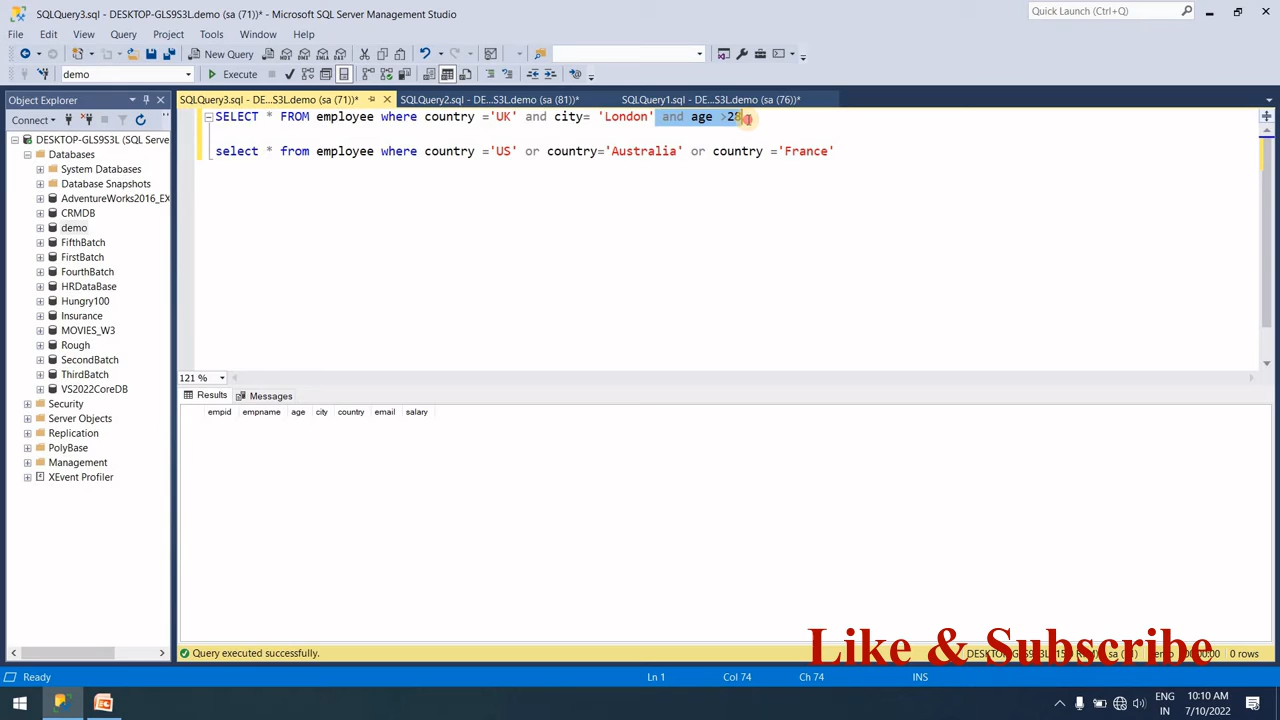 SQLQuery3.sql - DESKTOP-GLS9S3L.demo (sa (71))* - Microsoft SQL Server Management Studio
Quick Launch (Ctrl+Q)
File Edit View Query Project Tools Window Help
New Query
demo Execute
Object Explorer
SQLQuery3.sql - DE...S3L.demo (sa (71))* SQLQuery2.sql - DE...S3L.demo (sa (81))* SQLQuery1.sql - DE...S3L.demo (sa (76))*
Connect
SELECT * FROM employee where country ='UK' and city= 'London' and age >28
select * from employee where country ='US' or country='Australia' or country ='France'
DESKTOP-GLS9S3L (SQL Serve
Databases
System Databases
Database Snapshots
AdventureWorks2016_EX
CRMDB
demo
FifthBatch
FirstBatch
FourthBatch
HRDataBase
Hungry100
Insurance
MOVIES_W3
Rough
SecondBatch
ThirdBatch
VS2022CoreDB
Security
Server Objects
Replication
PolyBase
Management
XEvent Profiler
121 %
Results Messages
empid empname age city country email salary
Like & Subscribe
Query executed successfully.
0 rows
Ready Ln 1 Col 74 Ch 74 INS
ENG
IN
10:10 AM
7/10/2022